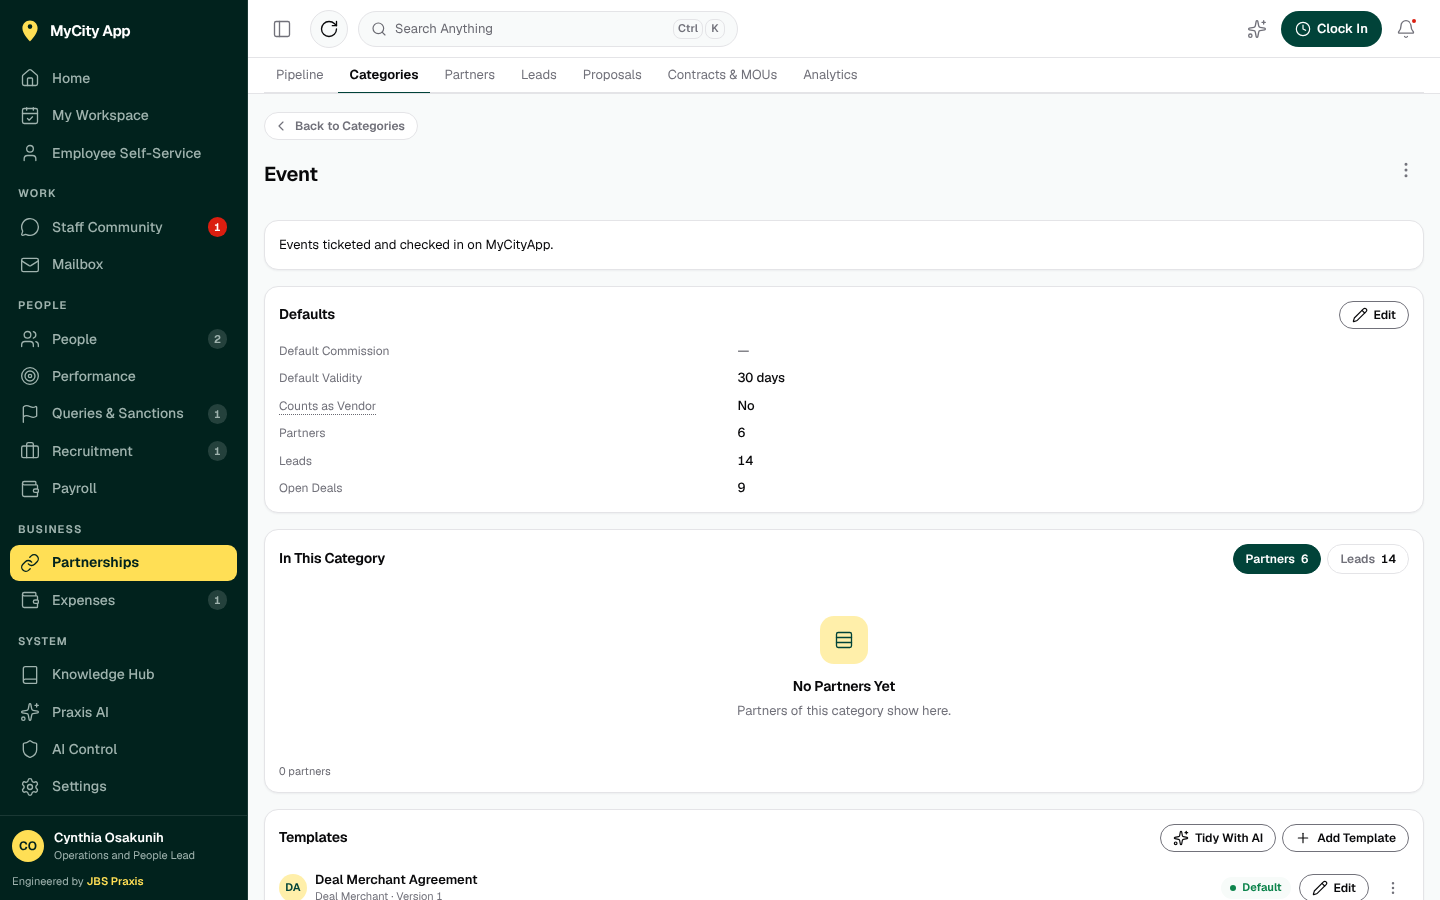 MyCity App
Home
My Workspace
Employee Self-Service
WORK
Staff Community 1
Mailbox
PEOPLE
People 2
Performance
Queries & Sanctions 1
Recruitment 1
Payroll
BUSINESS
Partnerships
Expenses 1
SYSTEM
Knowledge Hub
Praxis AI
AI Control
Settings
CO
Cynthia Osakunih
Operations and People Lead
Engineered by JBS Praxis
Search Anything Ctrl K
Clock In
Pipeline Categories Partners Leads Proposals Contracts & MOUs Analytics
Back to Categories
Event
Events ticketed and checked in on MyCityApp.
Defaults Edit
Default Commission —
Default Validity 30 days
Counts as Vendor No
Partners 6
Leads 14
Open Deals 9
In This Category Partners 6 Leads 14
No Partners Yet
Partners of this category show here.
0 partners
Templates Tidy With AI Add Template
DA Deal Merchant Agreement Default Edit
Deal Merchant · Version 1